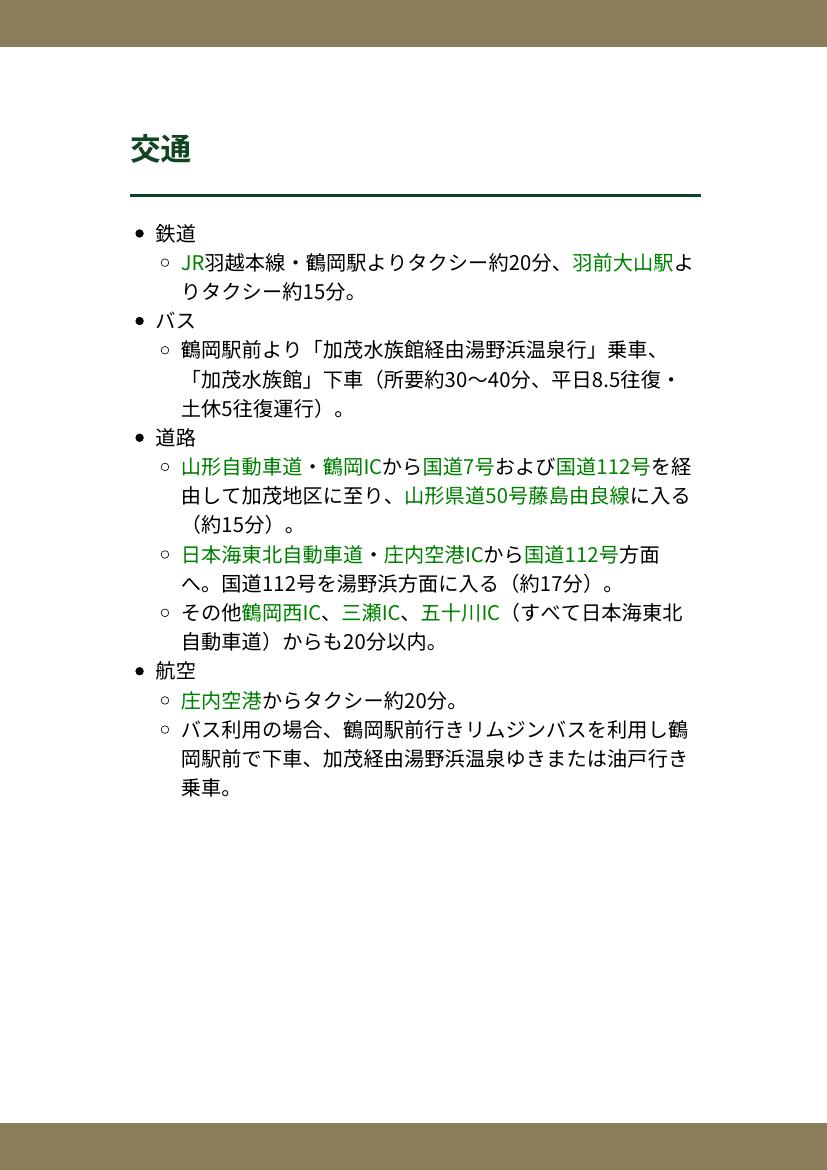 交通
鉄道
JR羽越本線・鶴岡駅よりタクシー約20分、羽前大山駅よ
りタクシー約15分。
バス
鶴岡駅前より「加茂水族館経由湯野浜温泉行」乗車、
「加茂水族館」下車（所要約30〜40分、平日8.5往復・
土休5往復運行）。
道路
山形自動車道・鶴岡ICから国道7号および国道112号を経
由して加茂地区に至り、山形県道50号藤島由良線に入る
（約15分）。
日本海東北自動車道・庄内空港ICから国道112号方面
へ。国道112号を湯野浜方面に入る（約17分）。
その他鶴岡西IC、三瀬IC、五十川IC（すべて日本海東北
自動車道）からも20分以内。
航空
庄内空港からタクシー約20分。
バス利用の場合、鶴岡駅前行きリムジンバスを利用し鶴
岡駅前で下車、加茂経由湯野浜温泉ゆきまたは油戸行き
乗車。